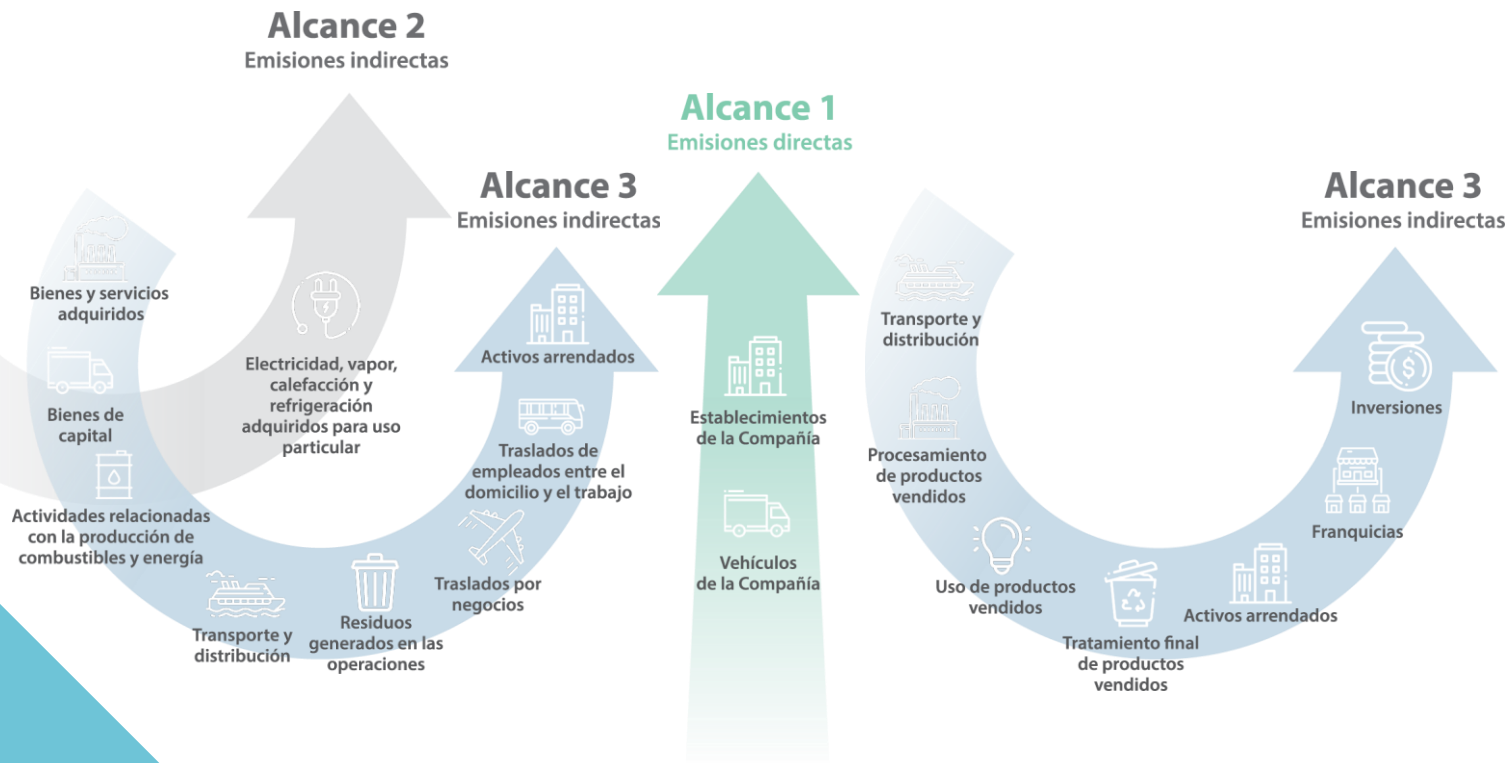 Alcance 2
Emisiones indirectas
Alcance 3
Emisiones indirectas
Bienes y servicios
adquiridos
Bienes de
capital
Actividades relacionadas
con la producción de
combustibles y energía
Transporte y
distribución
Residuos
generados en las
operaciones
Traslados por
negocios
Traslados de
empleados entre el
domicilio y el trabajo
Activos arrendados
Electricidad, vapor,
calefacción y
refrigeración
adquiridos para uso
particular
Alcance 1
Emisiones directas
Establecimientos
de la Compañía
Vehículos
de la Compañía
Alcance 3
Emisiones indirectas
Transporte y
distribución
Procesamiento
de productos
vendidos
Uso de productos
vendidos
Tratamiento final
de productos
vendidos
Activos arrendados
Franquicias
Inversiones
$